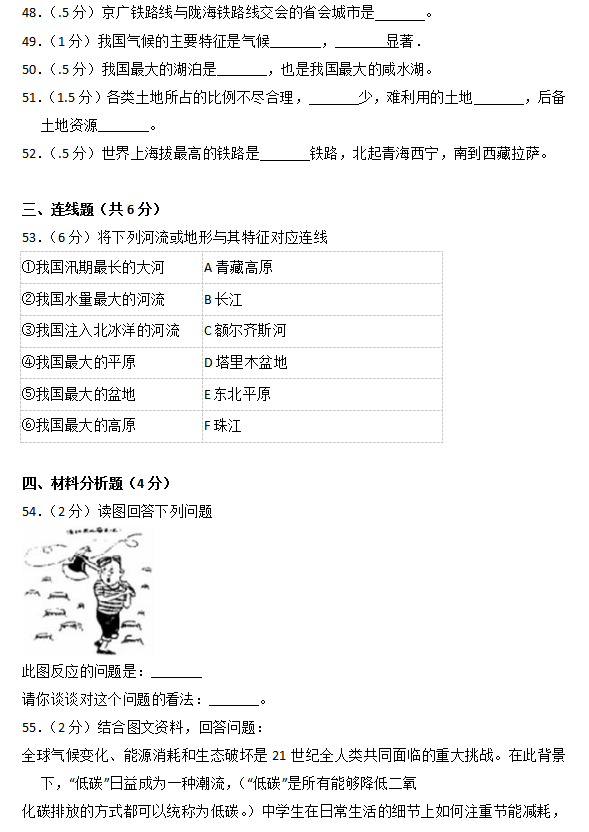 48．（.5分）京广铁路线与陇海铁路线交会的省会城市是_______。
49．（1分）我国气候的主要特征是气候_______，_______显著．
50．（.5分）我国最大的湖泊是_______，也是我国最大的咸水湖。
51．（1.5分）各类土地所占的比例不尽合理，_______少，难利用的土地_______，后备
土地资源_______。
52．（.5分）世界上海拔最高的铁路是_______铁路，北起青海西宁，南到西藏拉萨。
三、连线题（共6分）
53．（6分）将下列河流或地形与其特征对应连线
①我国汛期最长的大河 A青藏高原
②我国水量最大的河流 B长江
③我国注入北冰洋的河流 C额尔齐斯河
④我国最大的平原 D塔里木盆地
⑤我国最大的盆地 E东北平原
⑥我国最大的高原 F珠江
四、材料分析题（4分）
54．（2分）读图回答下列问题
此图反应的问题是：_______
请你谈谈对这个问题的看法：_______。
55．（2分）结合图文资料，回答问题：
全球气候变化、能源消耗和生态破坏是21世纪全人类共同面临的重大挑战。在此背景
下，“低碳”日益成为一种潮流，（“低碳”是所有能够降低二氧
化碳排放的方式都可以统称为低碳。）中学生在日常生活的细节上如何注重节能减耗，